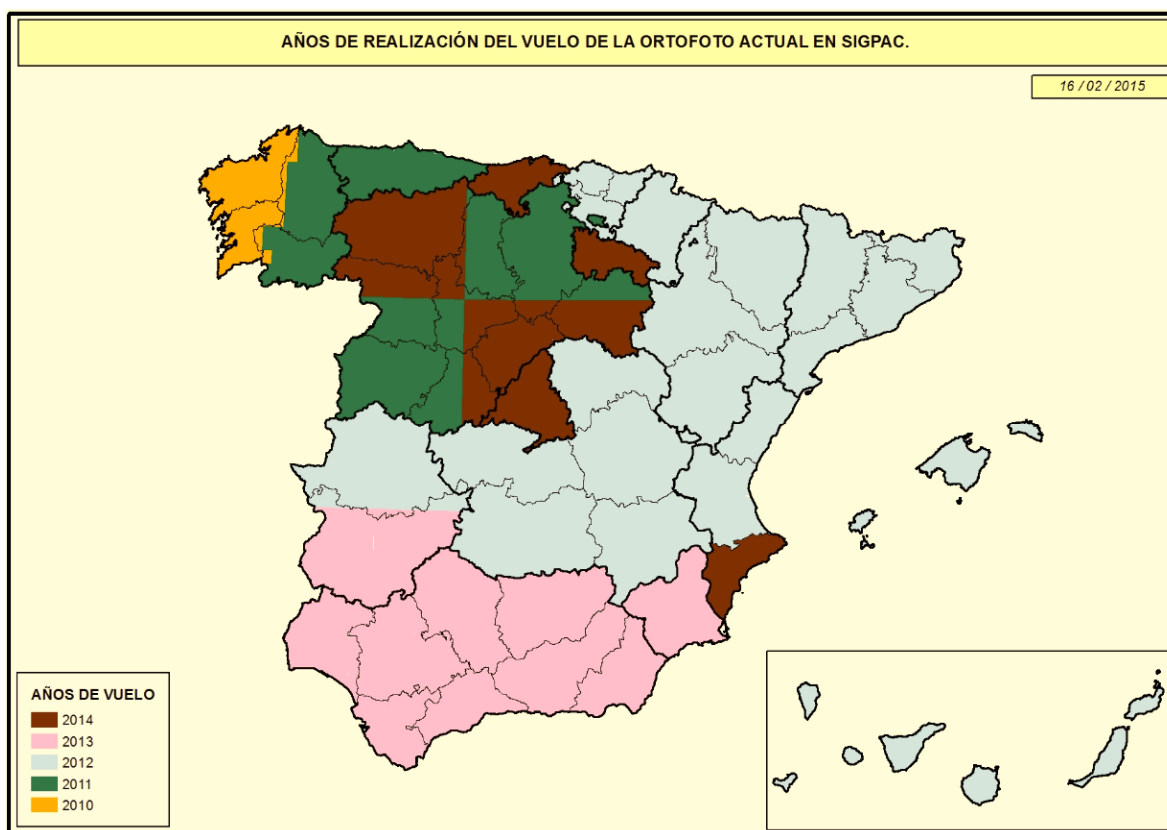 AÑOS DE REALIZACIÓN DEL VUELO DE LA ORTOFOTO ACTUAL EN SIGPAC.
16 / 02 / 2015
AÑOS DE VUELO
2014
2013
2012
2011
2010